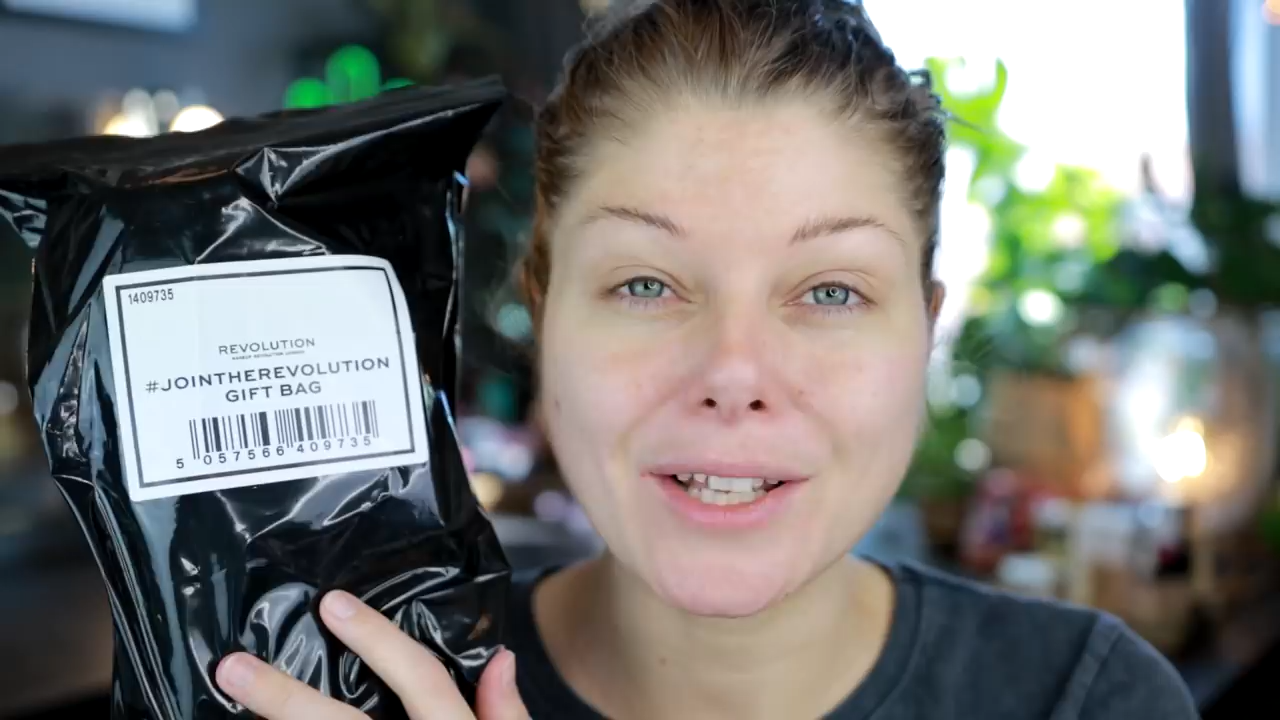 1409735
REVOLUTION
MAKEUP REVOLUTION LONDON
#JOINTHEREVOLUTION
GIFT BAG
5 057566 409735